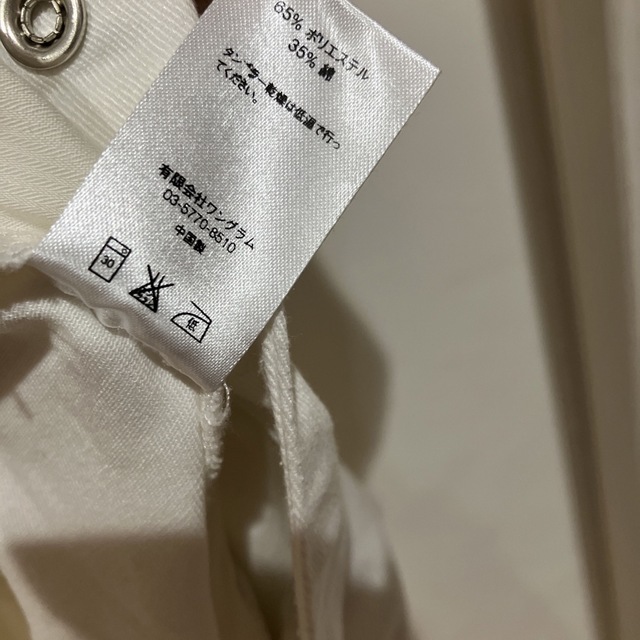 65% ポリエステル
35% 綿
タンブラー乾燥は低温で行っ
てください。
有限会社ワングラム
03-5770-8510
中国製
30
低